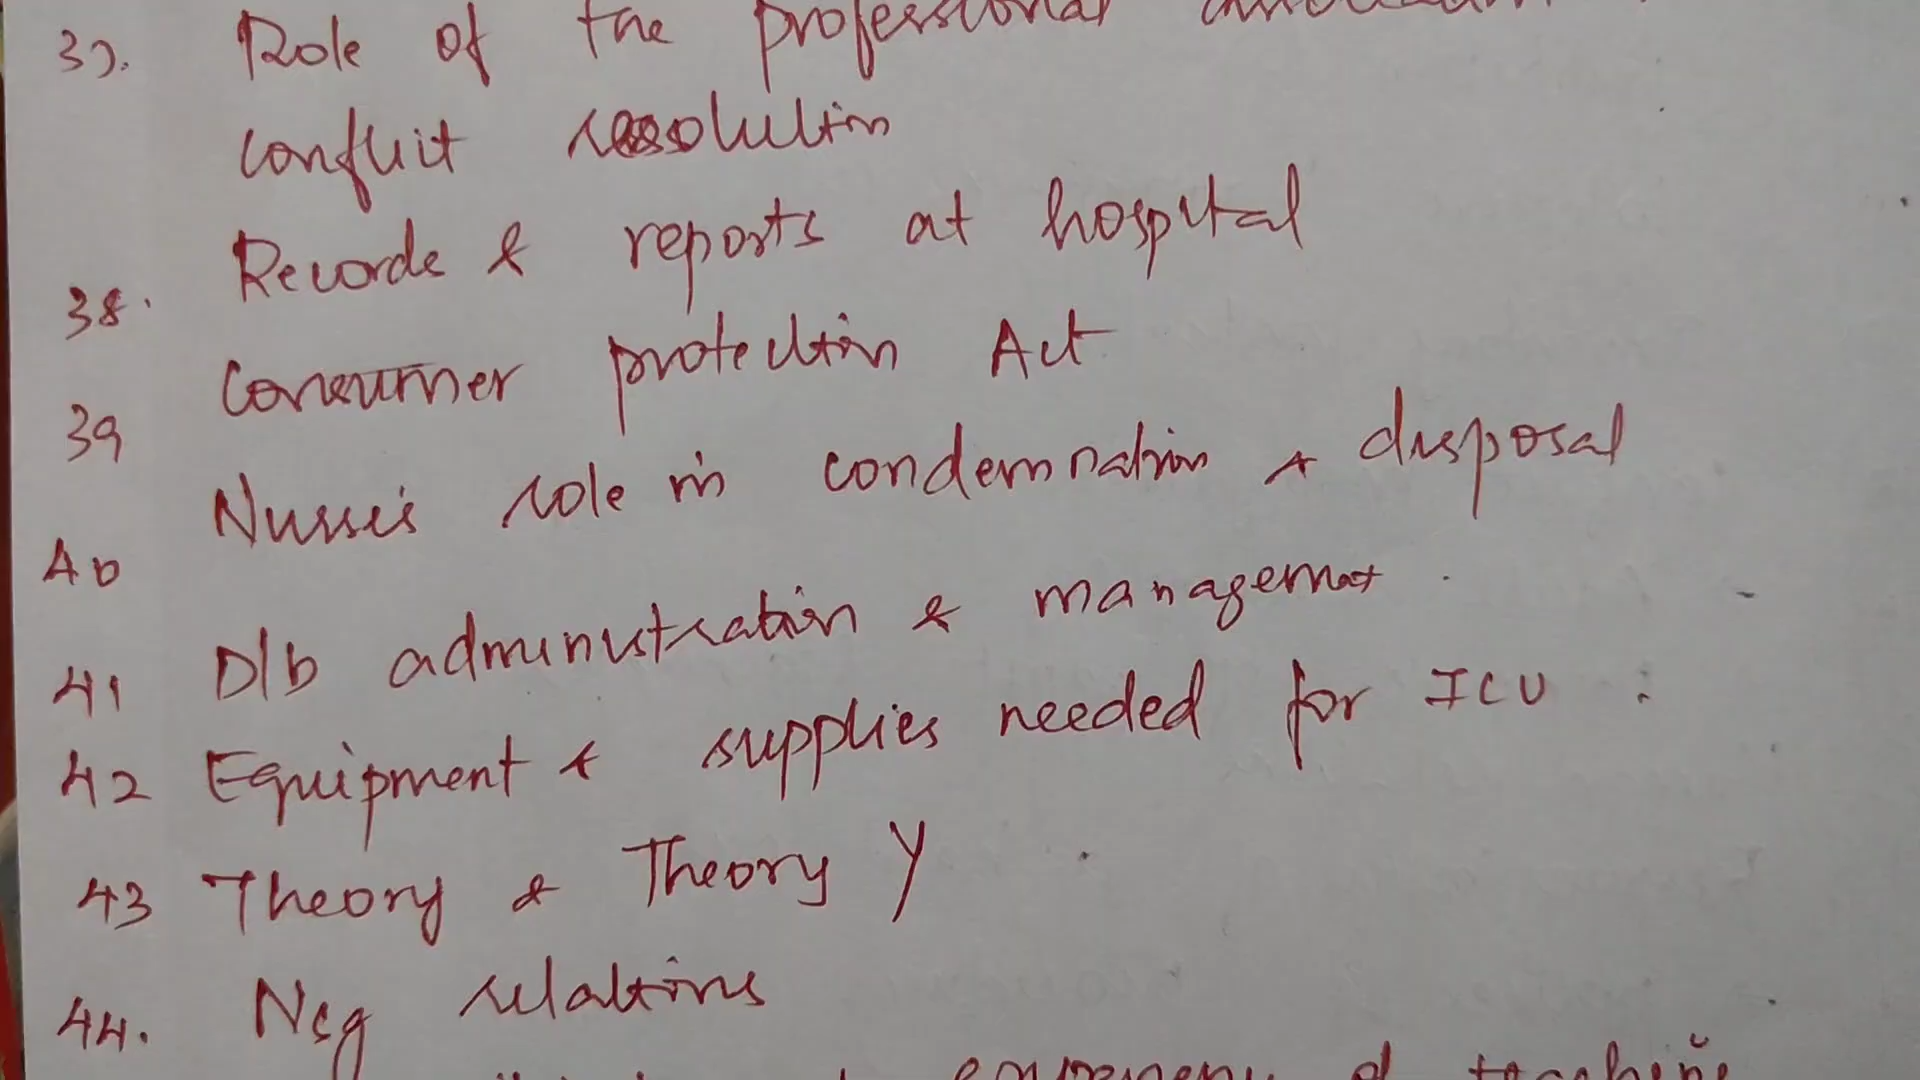 37. Role of the professional
conflict resolution
38. Records & reports at hospital
39 Consumer protection Act
40 Nurse's role in condemnation & disposal
41 D/b administration & management
42 Equipment & supplies needed for ICU
43 Theory & Theory Y
44. Nsg relations